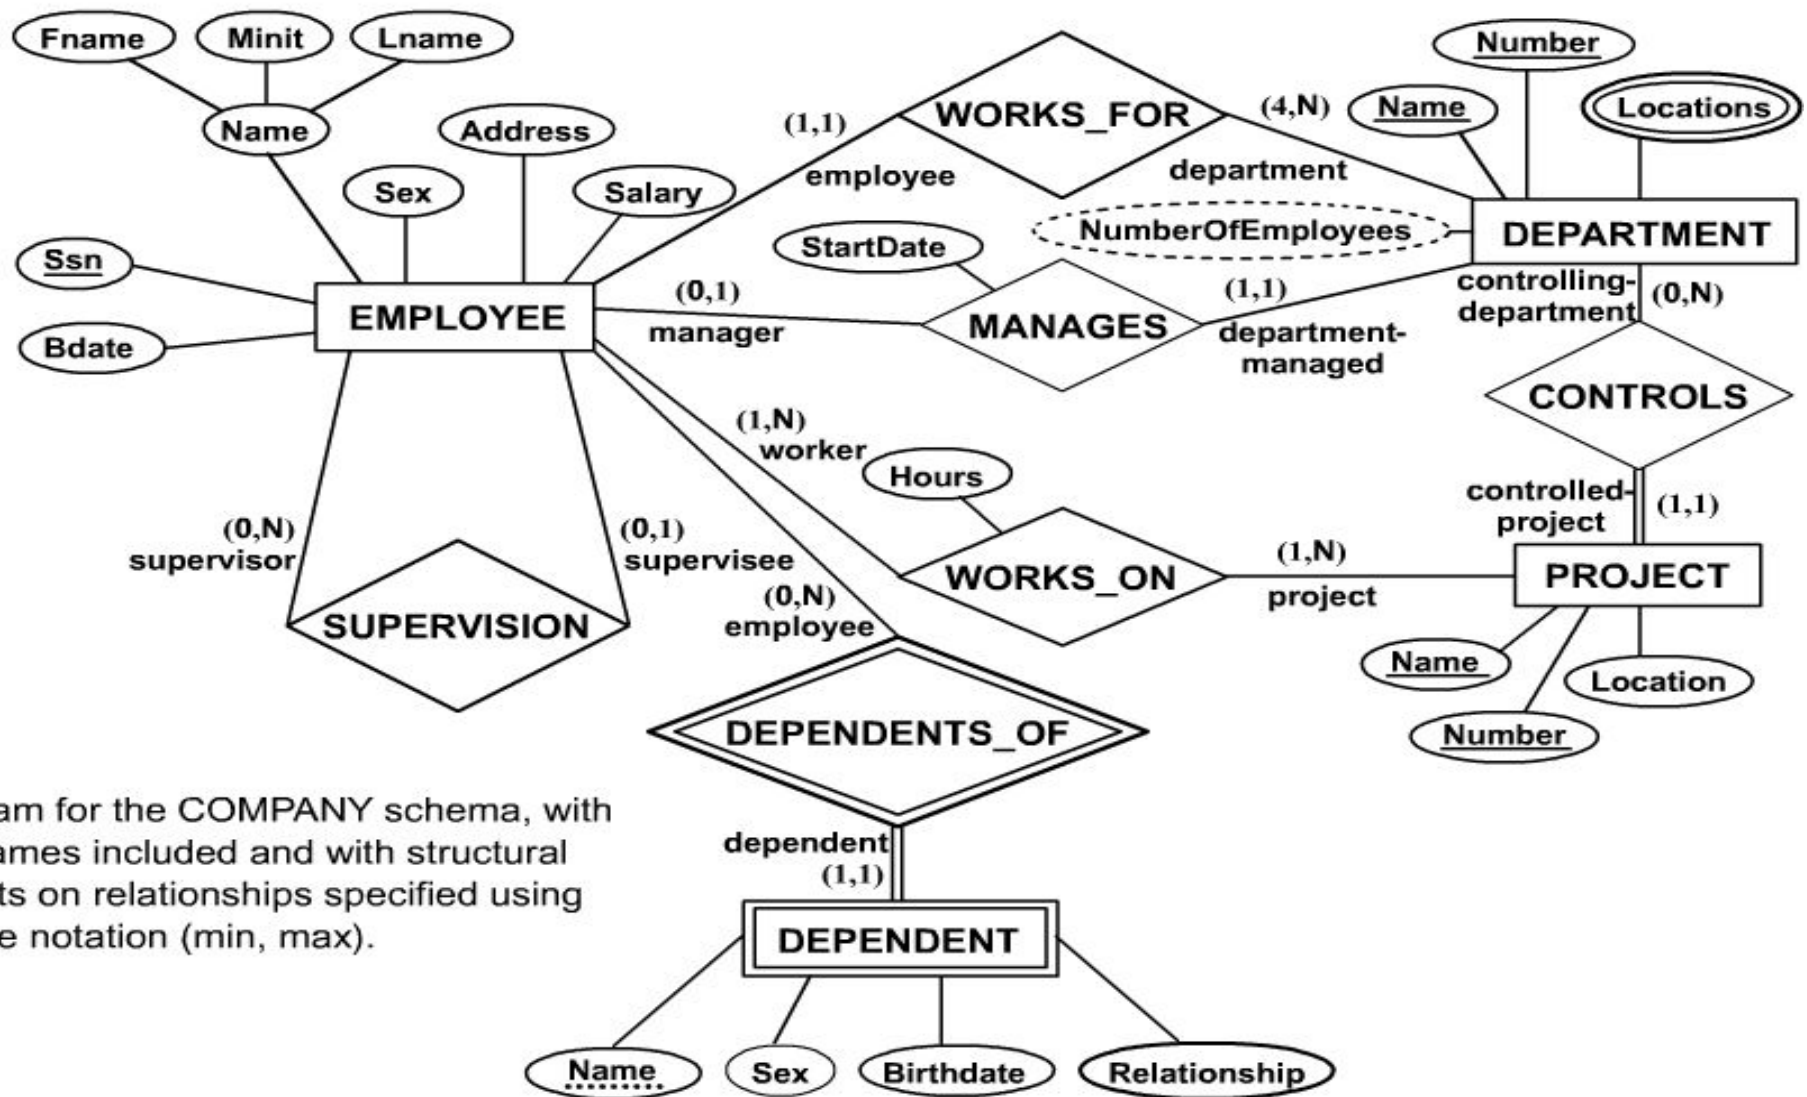 Fname
Minit
Lname
Number
Name
Address
WORKS_FOR
(1,1)
employee
(4,N)
department
Name
Locations
Sex
Salary
NumberOfEmployees
DEPARTMENT
StartDate
Ssn
Bdate
EMPLOYEE
(0,1)
manager
MANAGES
(1,1)
department-
managed
controlling-
department
(0,N)
CONTROLS
(1,N)
worker
Hours
controlled-
project
(1,1)
(0,N)
supervisor
(0,1)
supervisee
SUPERVISION
(0,N)
employee
WORKS_ON
(1,N)
project
PROJECT
Name
Number
Location
DEPENDENTS_OF
am for the COMPANY schema, with
ames included and with structural
ts on relationships specified using
e notation (min, max).
dependent
(1,1)
DEPENDENT
Name
Sex
Birthdate
Relationship